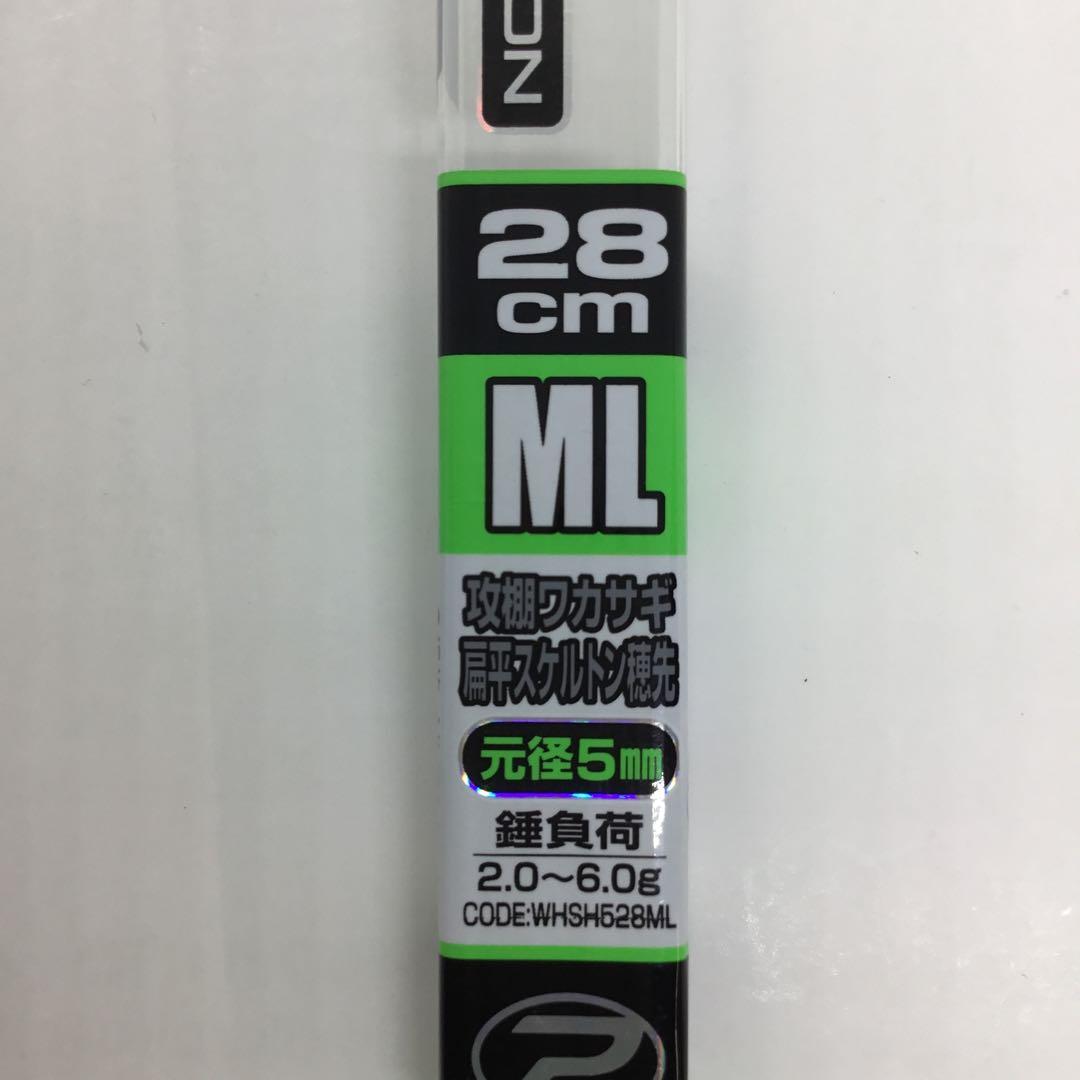 ON
28
cm
ML
攻棚ワカサギ
扁平スケルトン穂先
元径5mm
錘負荷
2.0～6.0g
CODE:WHSH528ML